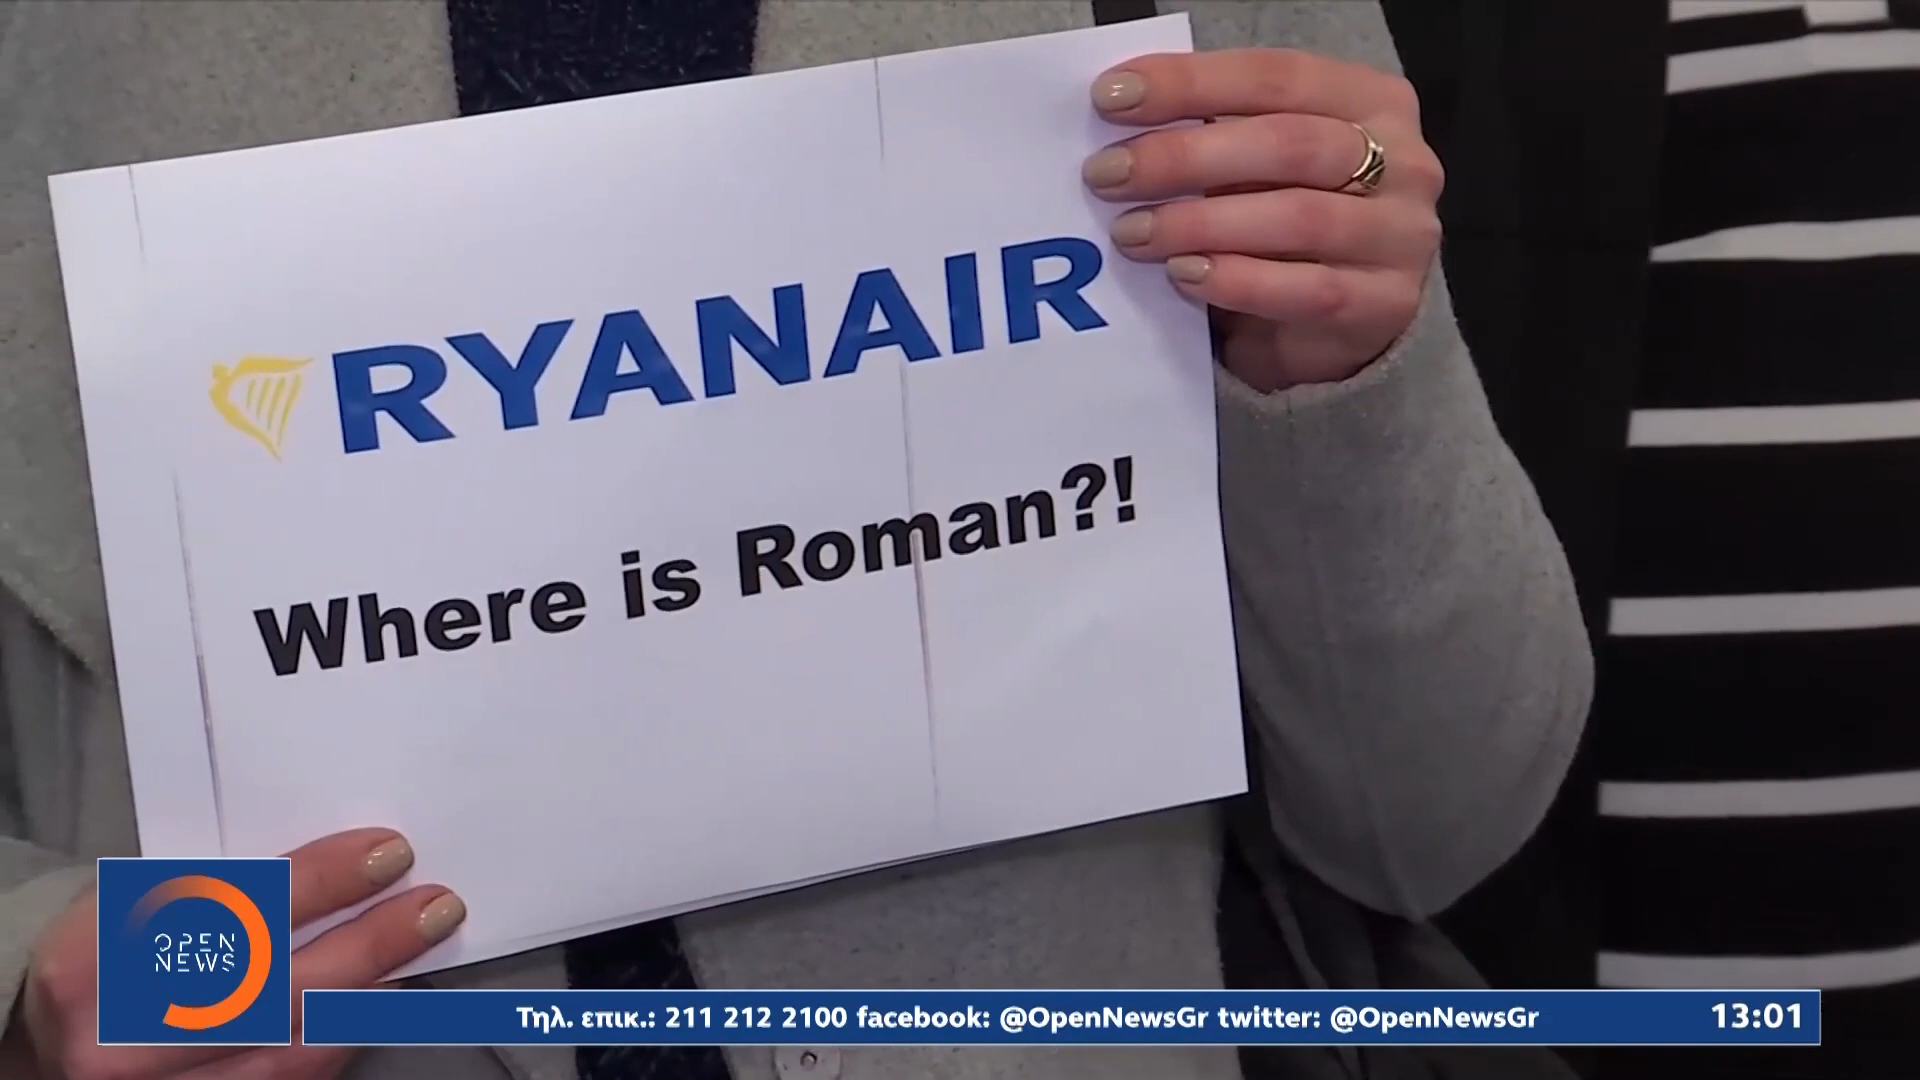 RYANAIR
Where is Roman?!
OPEN
NEWS
Τηλ. επικ.: 211 212 2100 facebook: @OpenNewsGr twitter: @OpenNewsGr
13:01